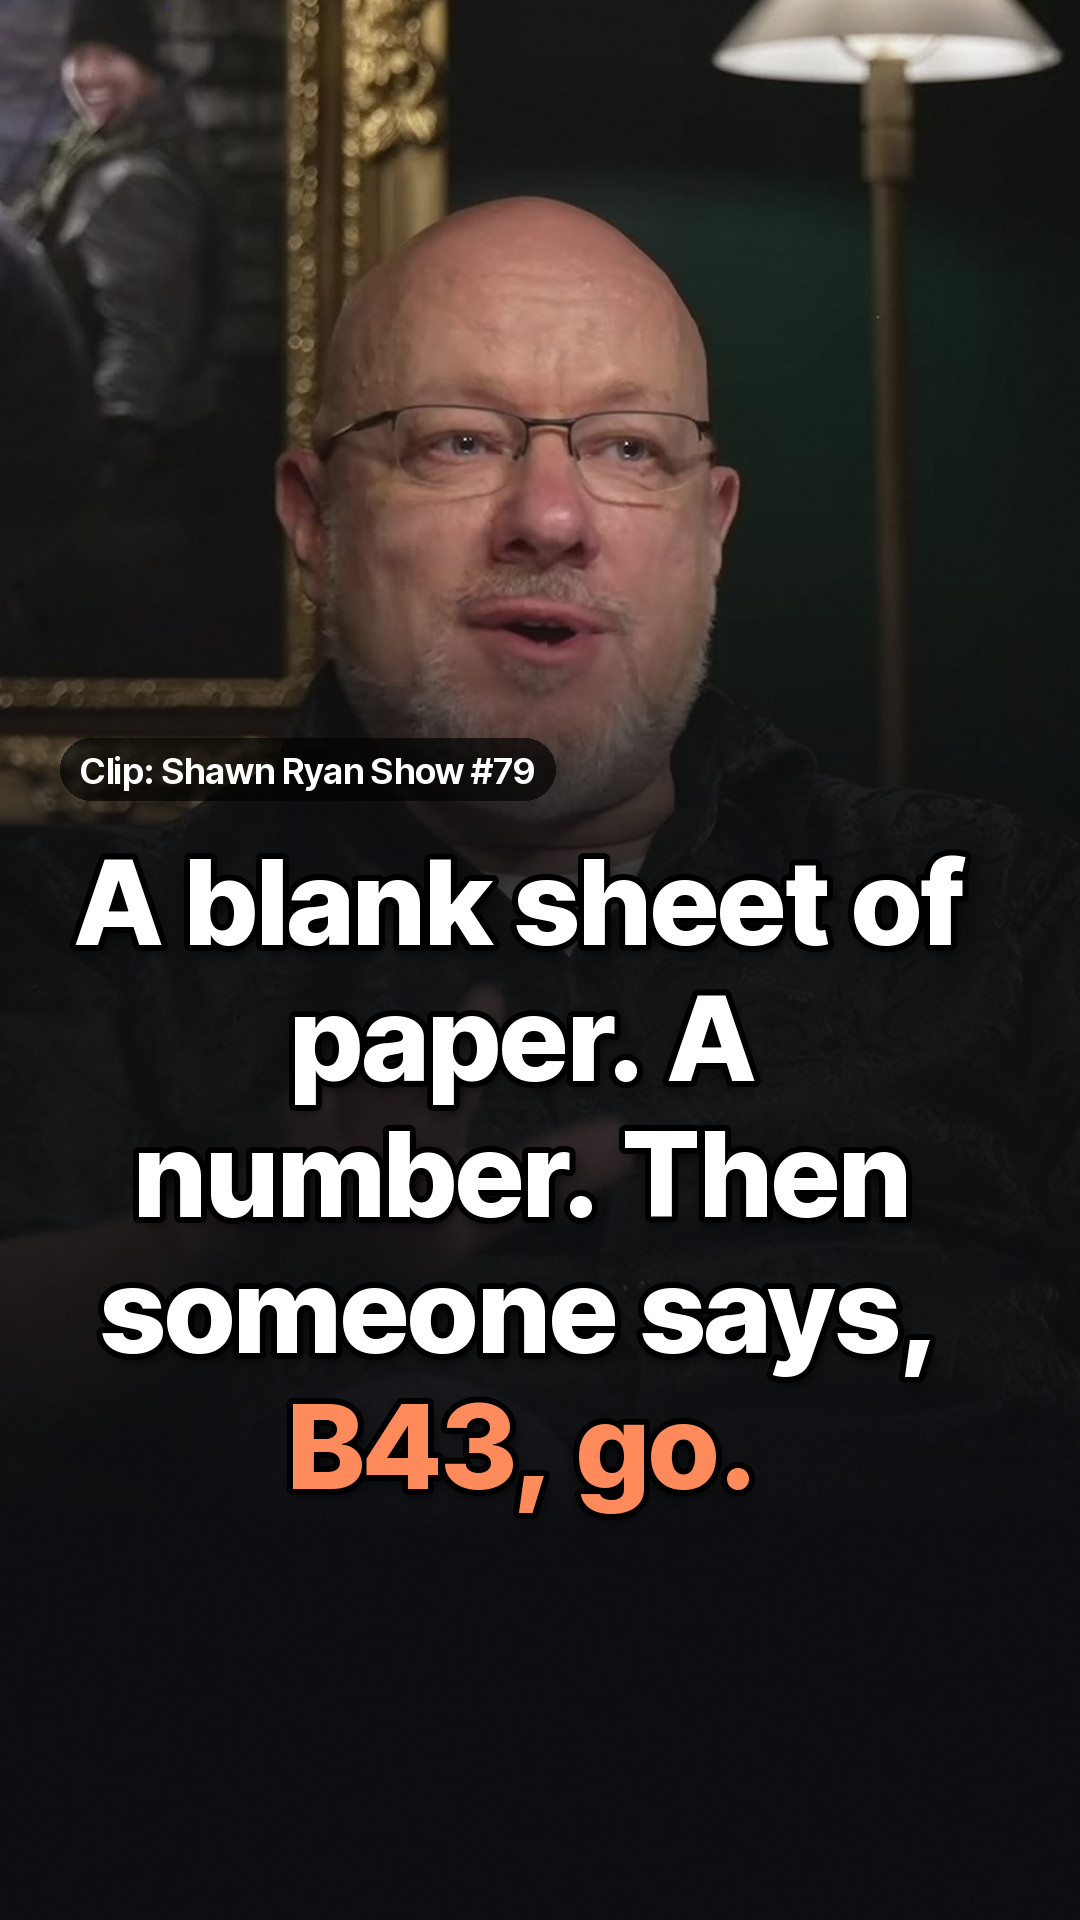 Clip: Shawn Ryan Show #79
A blank sheet of
paper. A
number. Then
someone says,
B43, go.